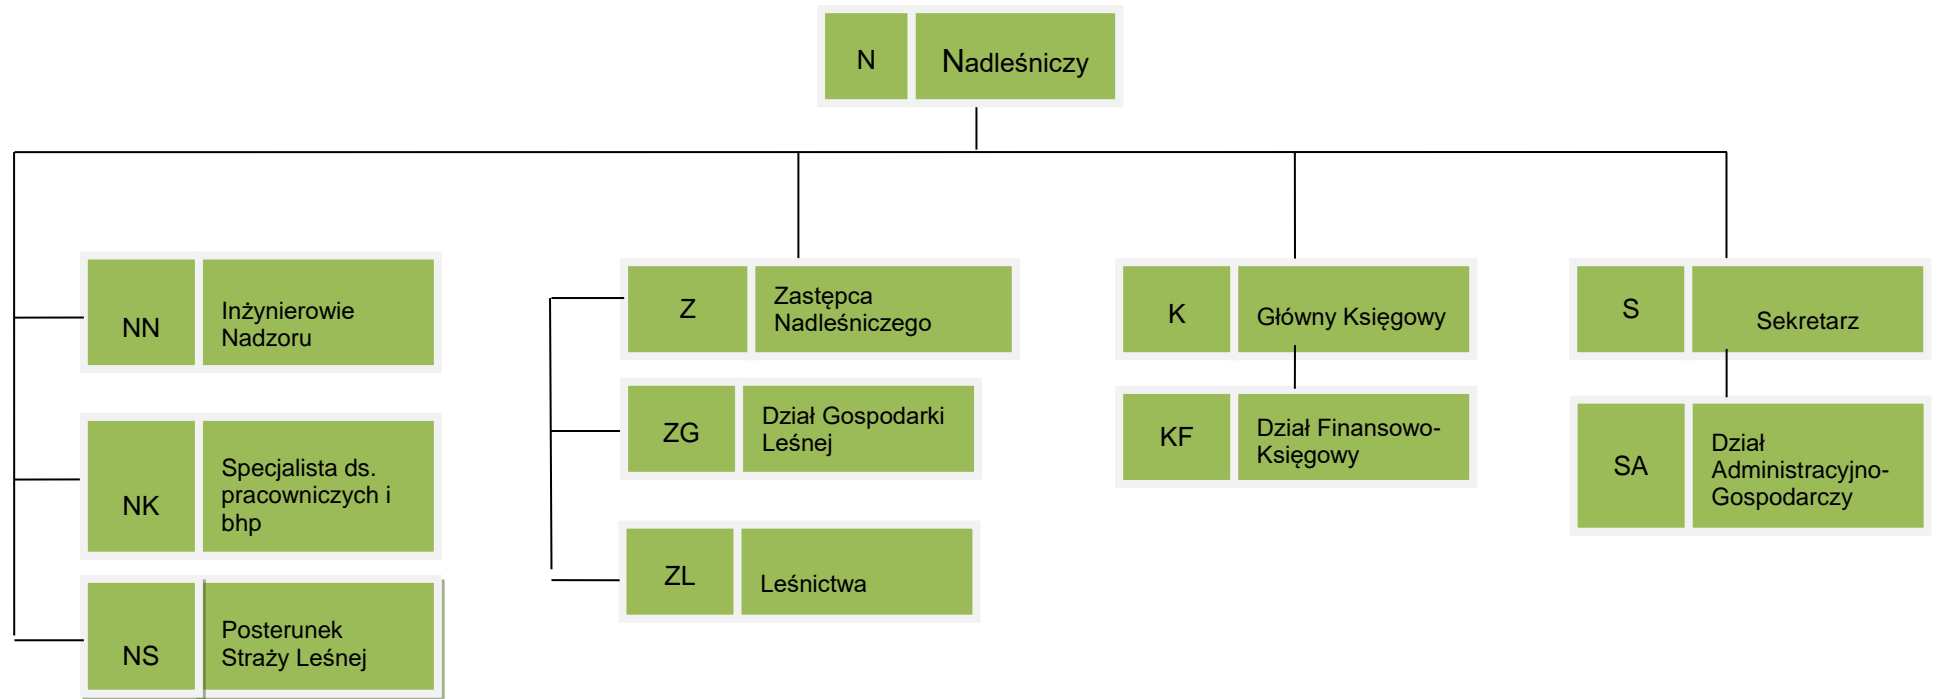 N
Nadleśniczy
NN
Inżynierowie
Nadzoru
NK
Specjalista ds.
pracowniczych i
bhp
NS
Posterunek
Straży Leśnej
Z
Zastępca
Nadleśniczego
ZG
Dział Gospodarki
Leśnej
ZL
Leśnictwa
K
Główny Księgowy
KF
Dział Finansowo-
Księgowy
S
Sekretarz
SA
Dział
Administracyjno-
Gospodarczy